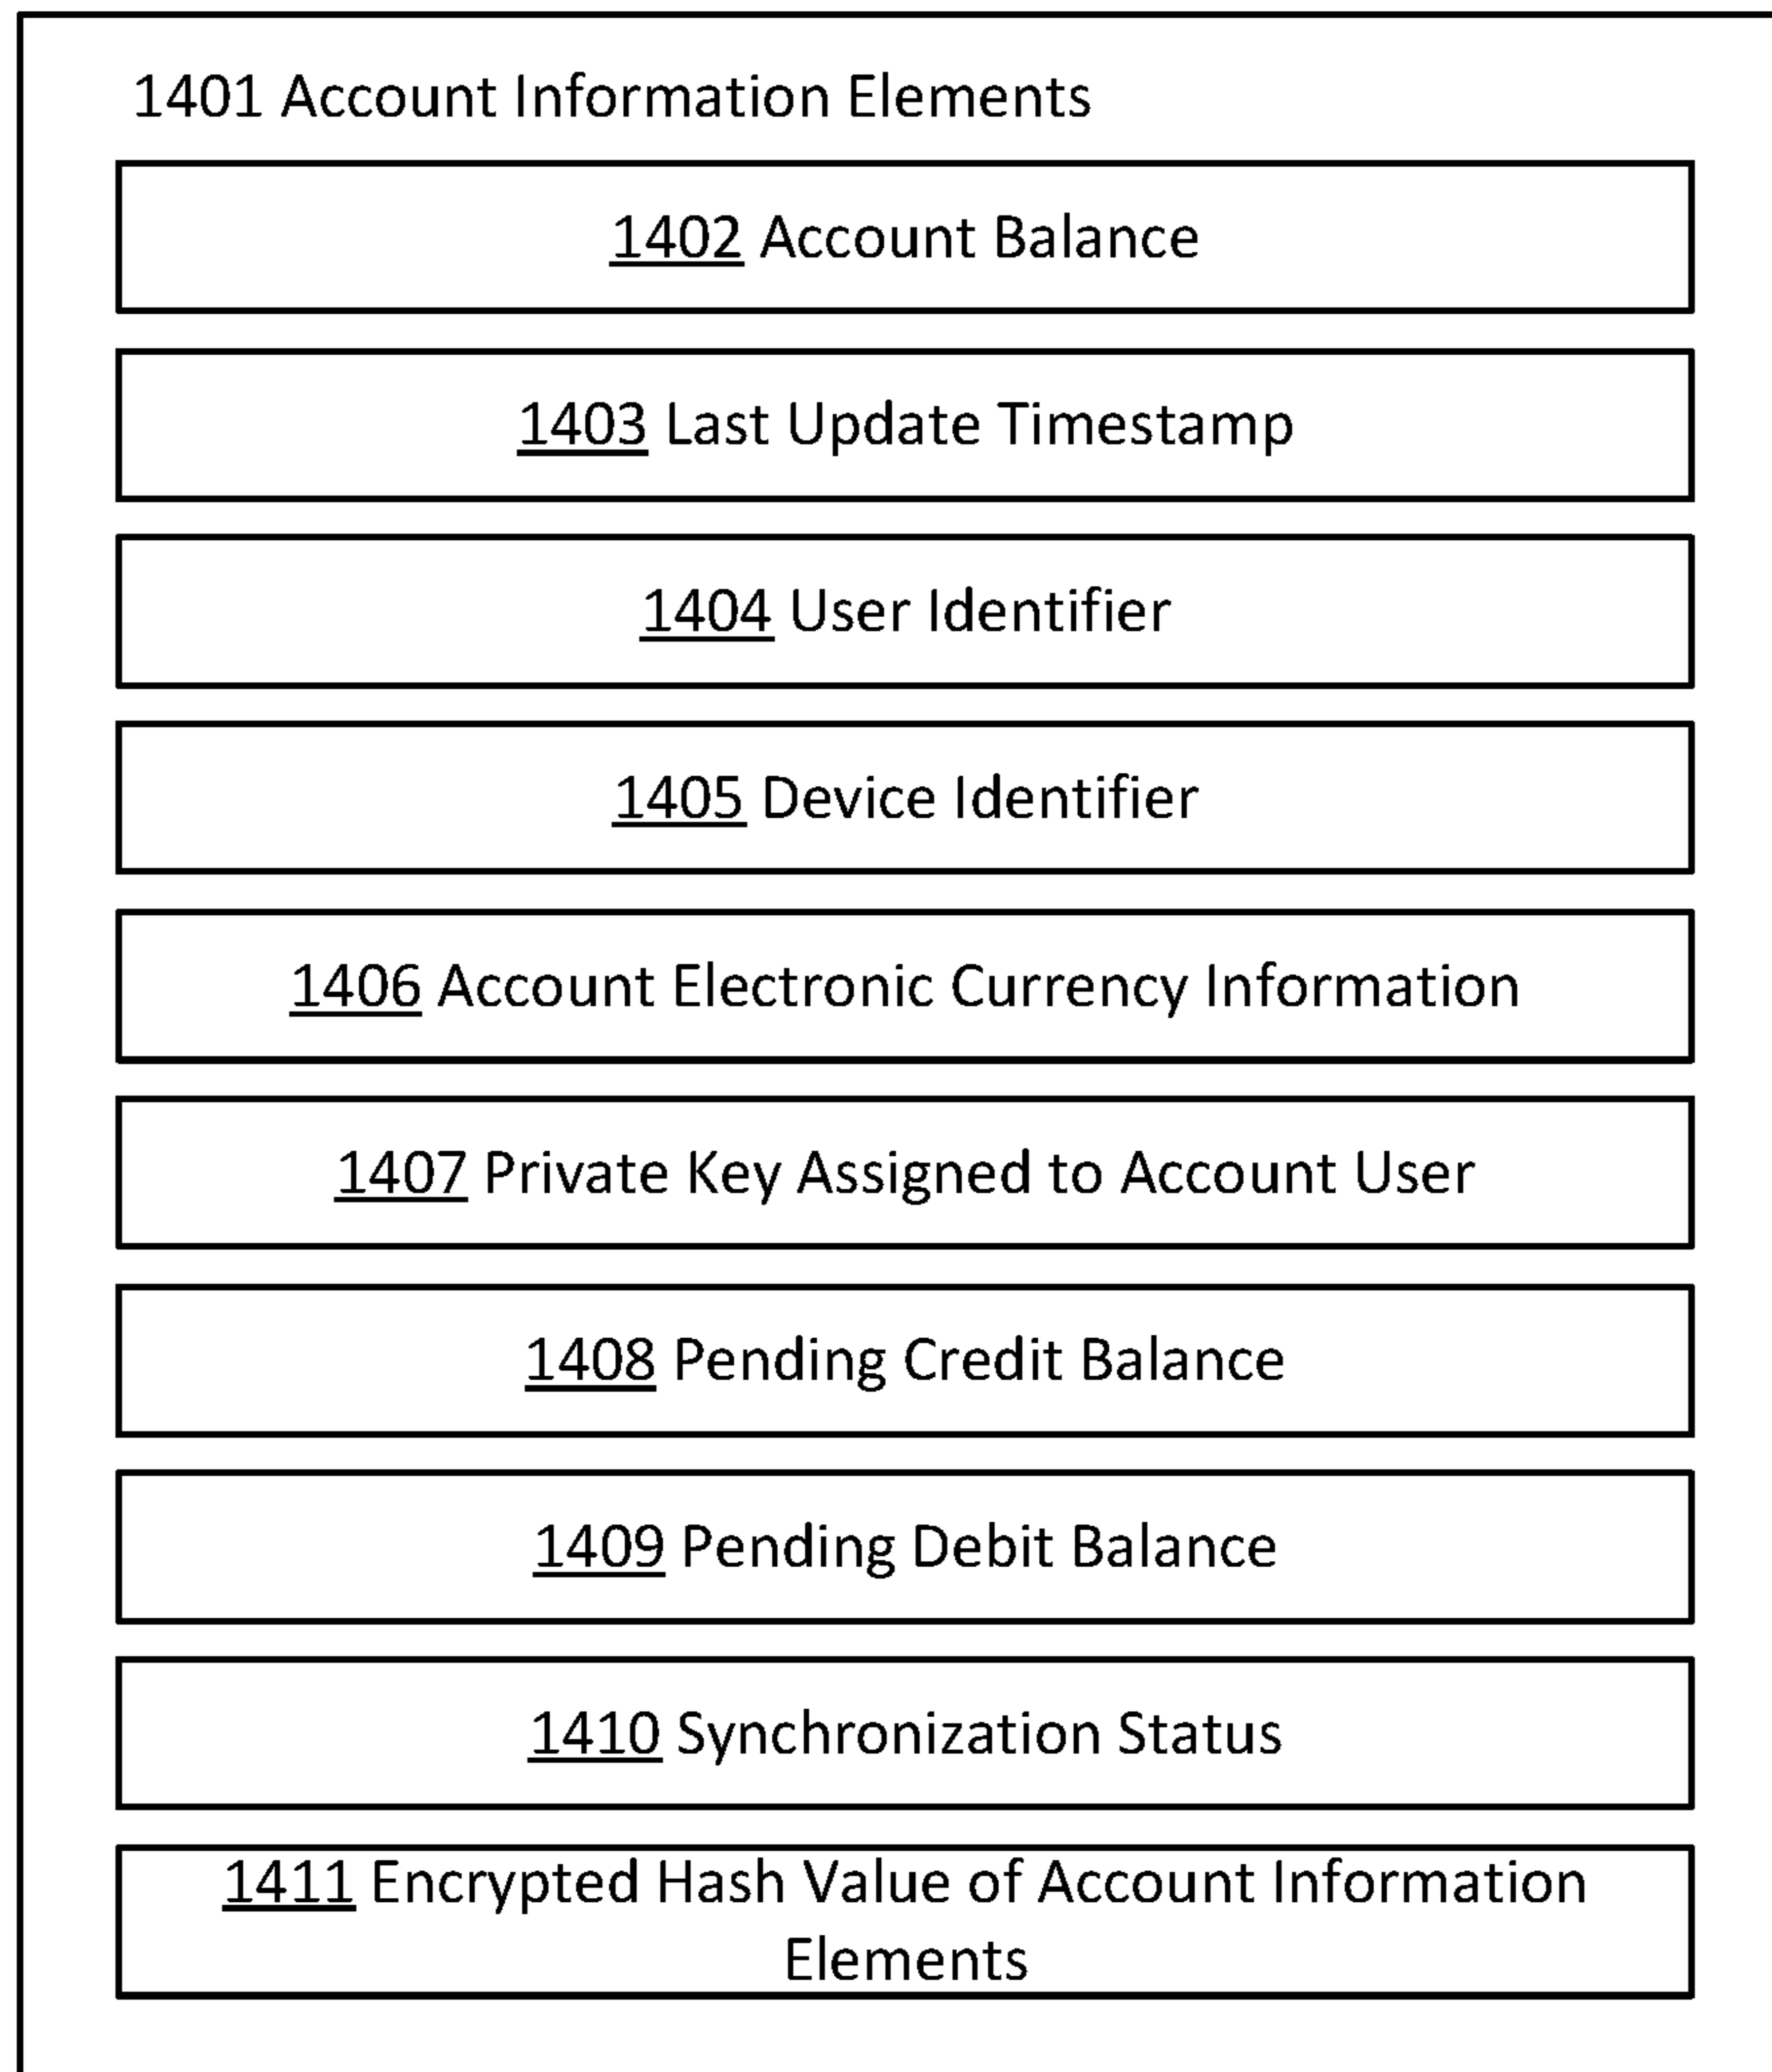 1401 Account Information Elements
1402 Account Balance
1403 Last Update Timestamp
1404 User Identifier
1405 Device Identifier
1406 Account Electronic Currency Information
1407 Private Key Assigned to Account User
1408 Pending Credit Balance
1409 Pending Debit Balance
1410 Synchronization Status
1411 Encrypted Hash Value of Account Information
Elements